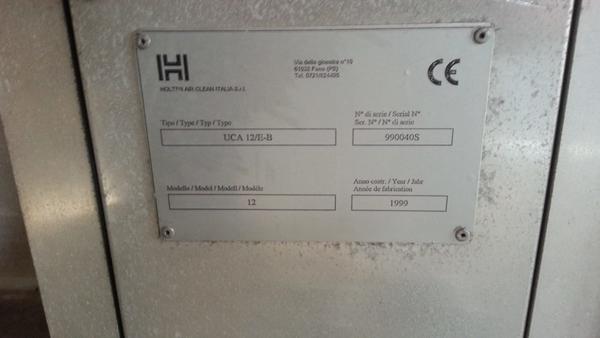 H
HOLTEN AIR CLEAN ITALIA S.r.l.
Via delle ginestre n°10
61032 Fano (PS)
Tel. 0721/824405
CE
Tipo / Type / Typ / Type
UCA 12/E-B
N° di serie / Serial N°
Ser. N° / N° di serie
990040S
Modello / Model / Modell / Modèle
12
Anno costr. / Year / Jahr
Année de fabrication
1999